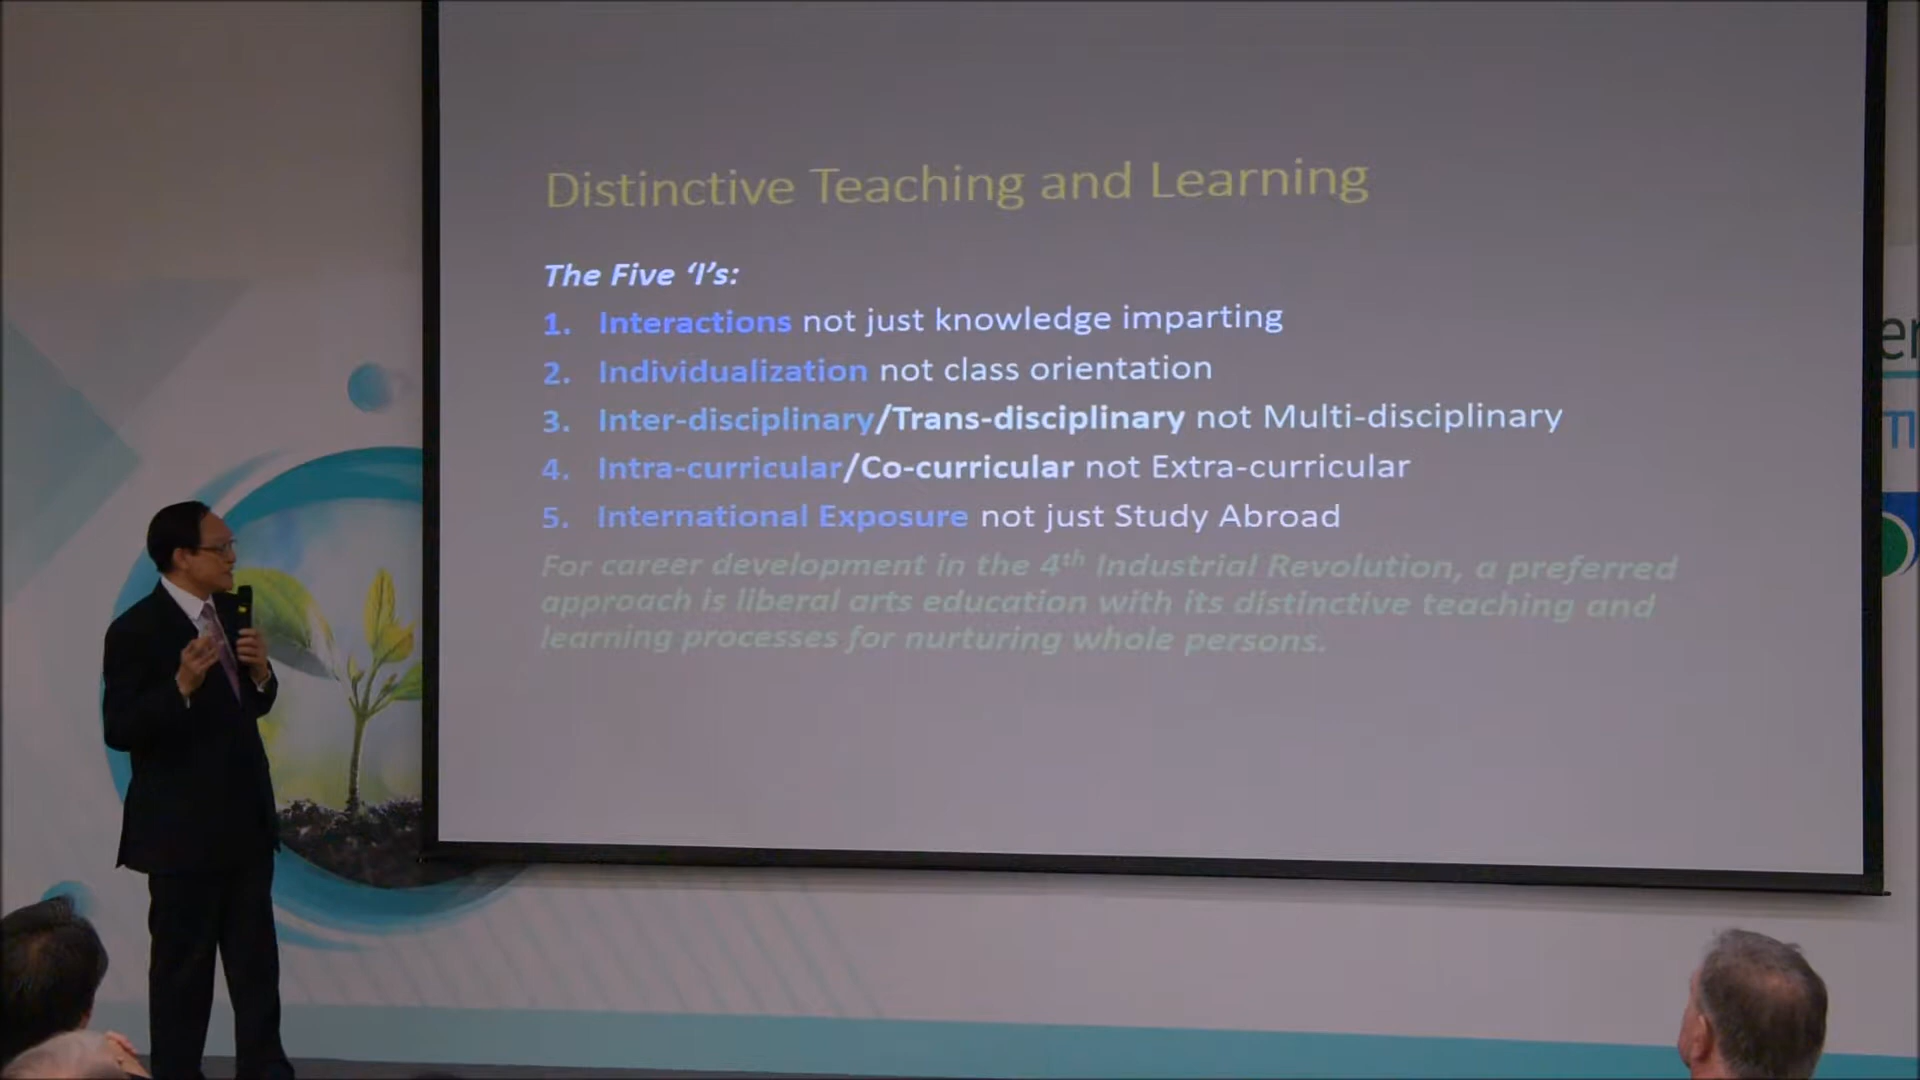 Distinctive Teaching and Learning
The Five ‘I’s:
1. Interactions not just knowledge imparting
2. Individualization not class orientation
3. Inter-disciplinary/Trans-disciplinary not Multi-disciplinary
4. Intra-curricular/Co-curricular not Extra-curricular
5. International Exposure not just Study Abroad
For career development in the 4th Industrial Revolution, a preferred
approach is liberal arts education with its distinctive teaching and
learning processes for nurturing whole persons.